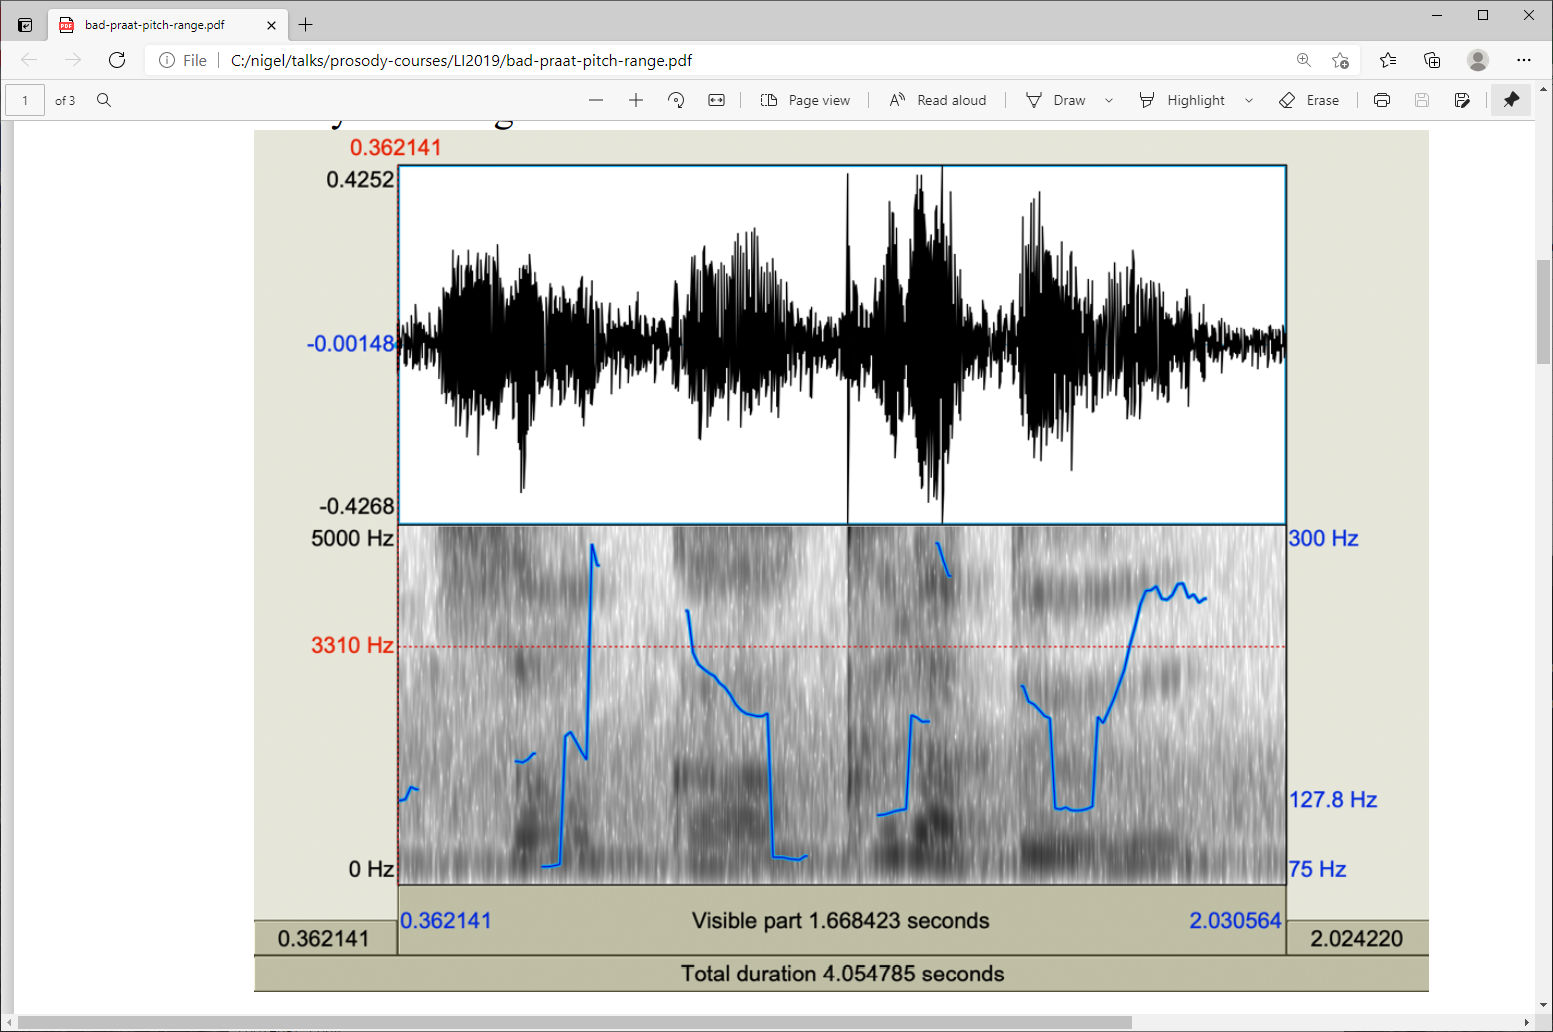 bad-praat-pitch-range.pdf
File C:/nigel/talks/prosody-courses/LI2019/bad-praat-pitch-range.pdf
1 of 3 Page view Read aloud Draw Highlight Erase
0.362141
0.4252
-0.00148
-0.4268
5000 Hz 300 Hz
3310 Hz
127.8 Hz
0 Hz 75 Hz
0.362141 Visible part 1.668423 seconds 2.030564
0.362141 2.024220
Total duration 4.054785 seconds